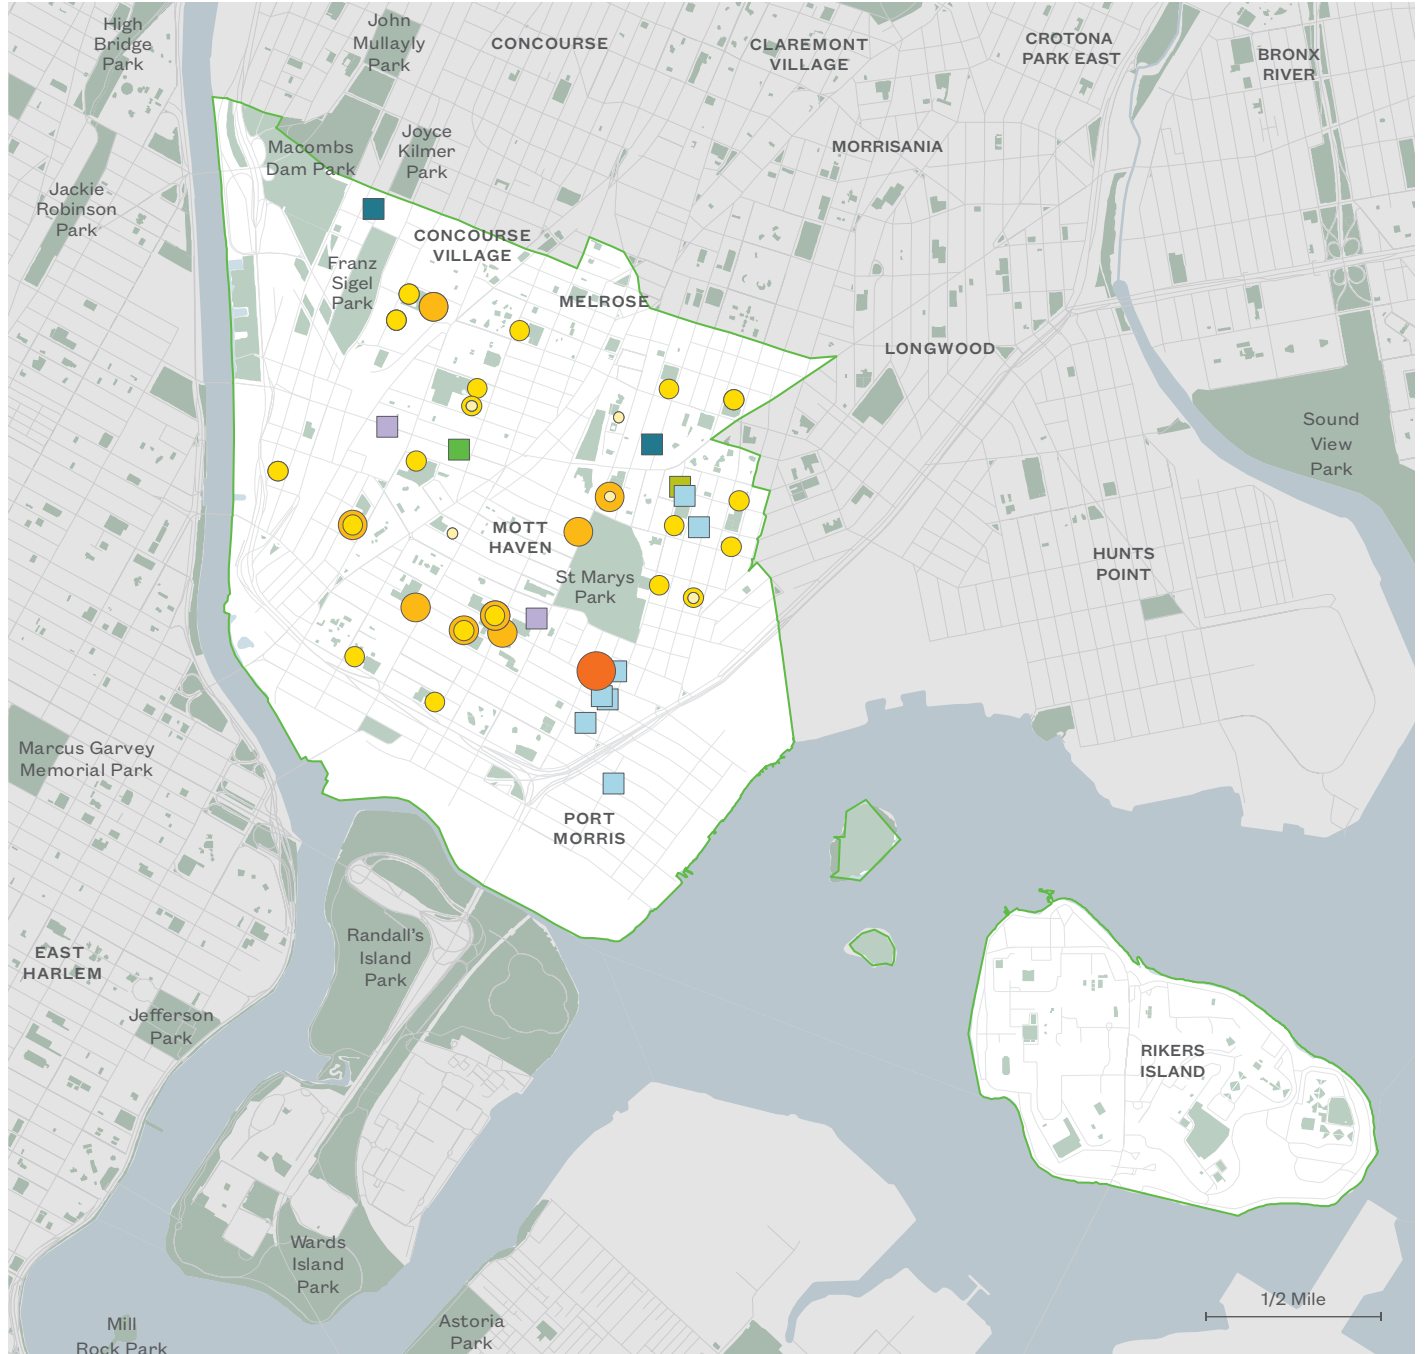 High
Bridge
Park
John
Mullayly
Park
CONCOURSE
CLAREMONT
VILLAGE
CROTONA
PARK EAST
BRONX
RIVER
Macombs
Dam Park
Joyce
Kilmer
Park
MORRISANIA
Jackie
Robinson
Park
CONCOURSE
VILLAGE
Franz
Sigel
Park
MELROSE
LONGWOOD
Sound
View
Park
MOTT
HAVEN
St Marys
Park
HUNTS
POINT
Marcus Garvey
Memorial Park
PORT
MORRIS
EAST
HARLEM
Randall's
Island
Park
Jefferson
Park
RIKERS
ISLAND
Wards
Island
Park
1/2 Mile
Mill
Rock Park
Astoria
Park